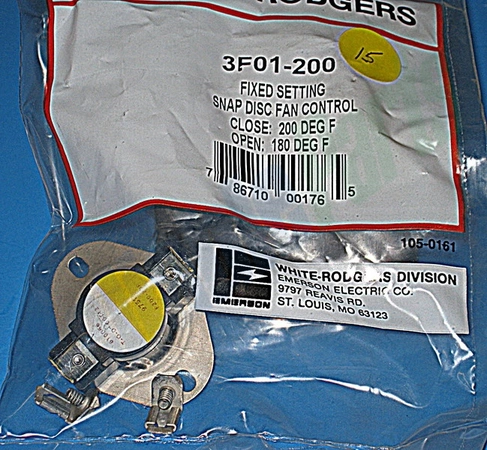 RODGERS
15
3F01-200
FIXED SETTING
SNAP DISC FAN CONTROL
CLOSE: 200 DEG F
OPEN: 180 DEG F
7 86710 00176 5
105-0161
WHITE-RODGERS DIVISION
EMERSON ELECTRIC CO.
9797 REAVIS RD.
ST. LOUIS, MO 63123
EMERSON